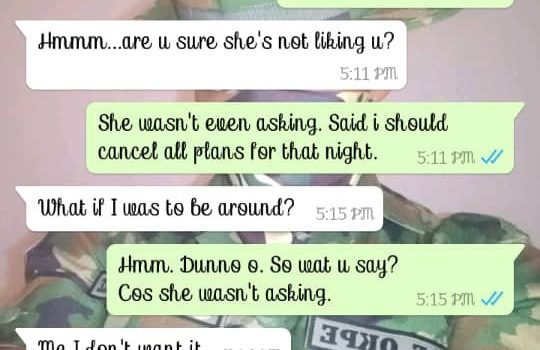 Hmmm...are u sure she's not liking u?
5:11 PM
She wasn't even asking. Said i should
cancel all plans for that night.
5:11 PM
What if I was to be around?
5:15 PM
Hmm. Dunno o. So wat u say?
Cos she wasn't asking.
5:15 PM
OKPE
Me I don't want it